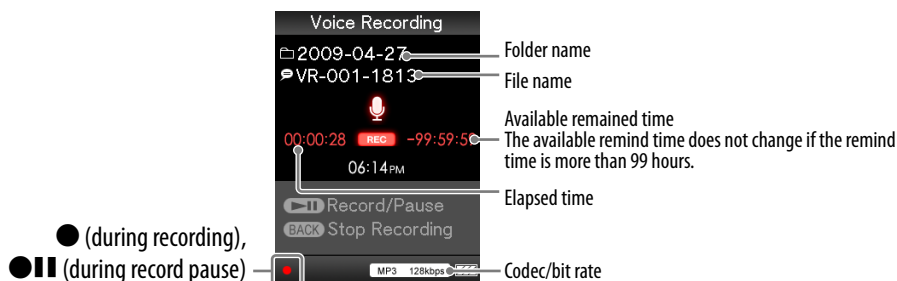 Voice Recording
2009-04-27
VR-001-1813
00:00:28 REC -99:59:5
06:14PM
Record/Pause
BACK Stop Recording
MP3 128kbps
Folder name
File name
Available remained time
The available remind time does not change if the remind
time is more than 99 hours.
Elapsed time
● (during recording),
●❚❚ (during record pause)
Codec/bit rate